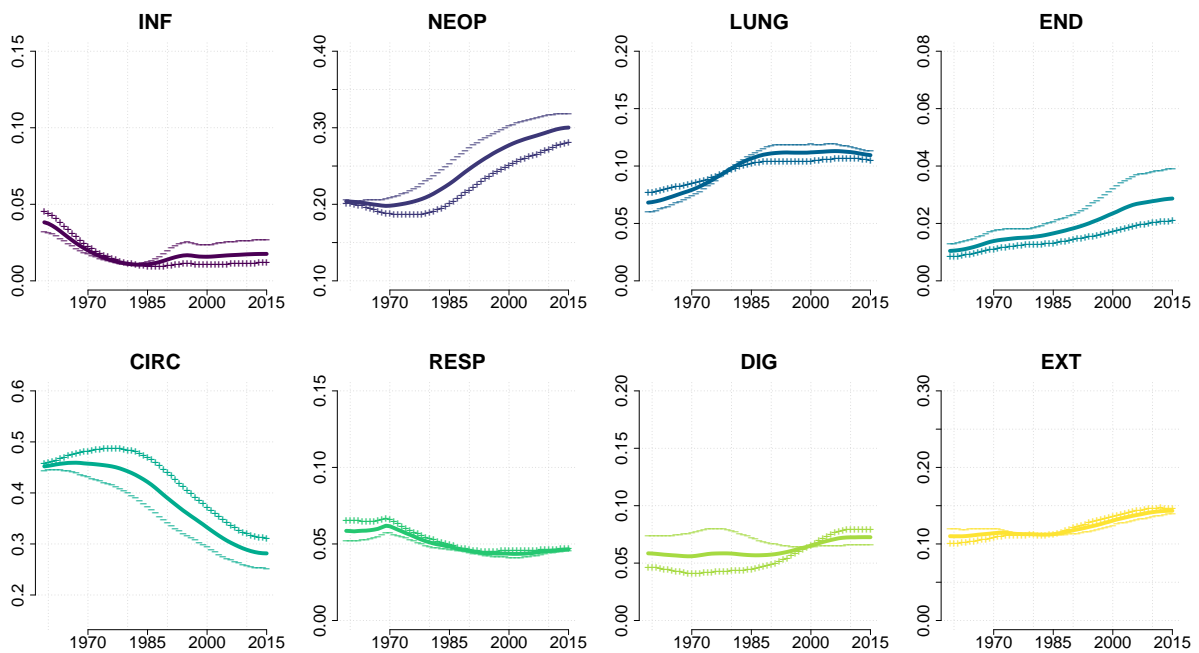 INF NEOP LUNG END
0.15 0.40 0.20 0.08
0.10 0.30 0.15 0.06
0.05 0.20 0.10 0.04
0.00 0.10 0.05 0.02
0.00 0.00
1970 1985 2000 2015 1970 1985 2000 2015 1970 1985 2000 2015 1970 1985 2000 2015
CIRC RESP DIG EXT
0.6 0.15 0.20 0.30
0.5 0.10 0.15 0.20
0.4 0.05 0.10 0.10
0.3 0.00 0.05 0.00
0.2 0.00
1970 1985 2000 2015 1970 1985 2000 2015 1970 1985 2000 2015 1970 1985 2000 2015